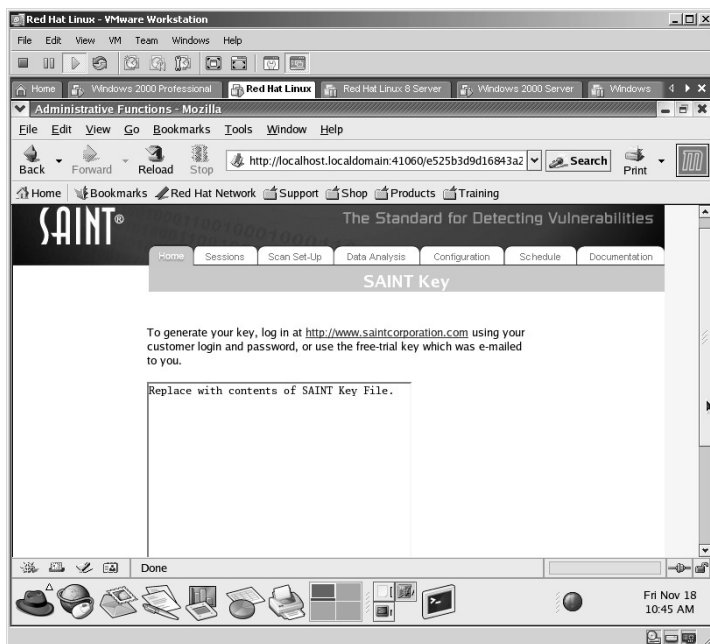 Red Hat Linux - VMware Workstation
File Edit View VM Team Windows Help
Home Windows 2000 Professional Red Hat Linux Red Hat Linux 8 Server Windows 2000 Server Windows
Administrative Functions - Mozilla
File Edit View Go Bookmarks Tools Window Help
Back Forward Reload Stop http://localhost.localdomain:41060/e525b3d9d16843a2 Search Print
Home Bookmarks Red Hat Network Support Shop Products Training
SAINT® The Standard for Detecting Vulnerabilities
Home Sessions Scan Set-Up Data Analysis Configuration Schedule Documentation
SAINT Key
To generate your key, log in at http://www.saintcorporation.com using your
customer login and password, or use the free-trial key which was e-mailed
to you.
Replace with contents of SAINT Key File.
Done
Fri Nov 18
10:45 AM